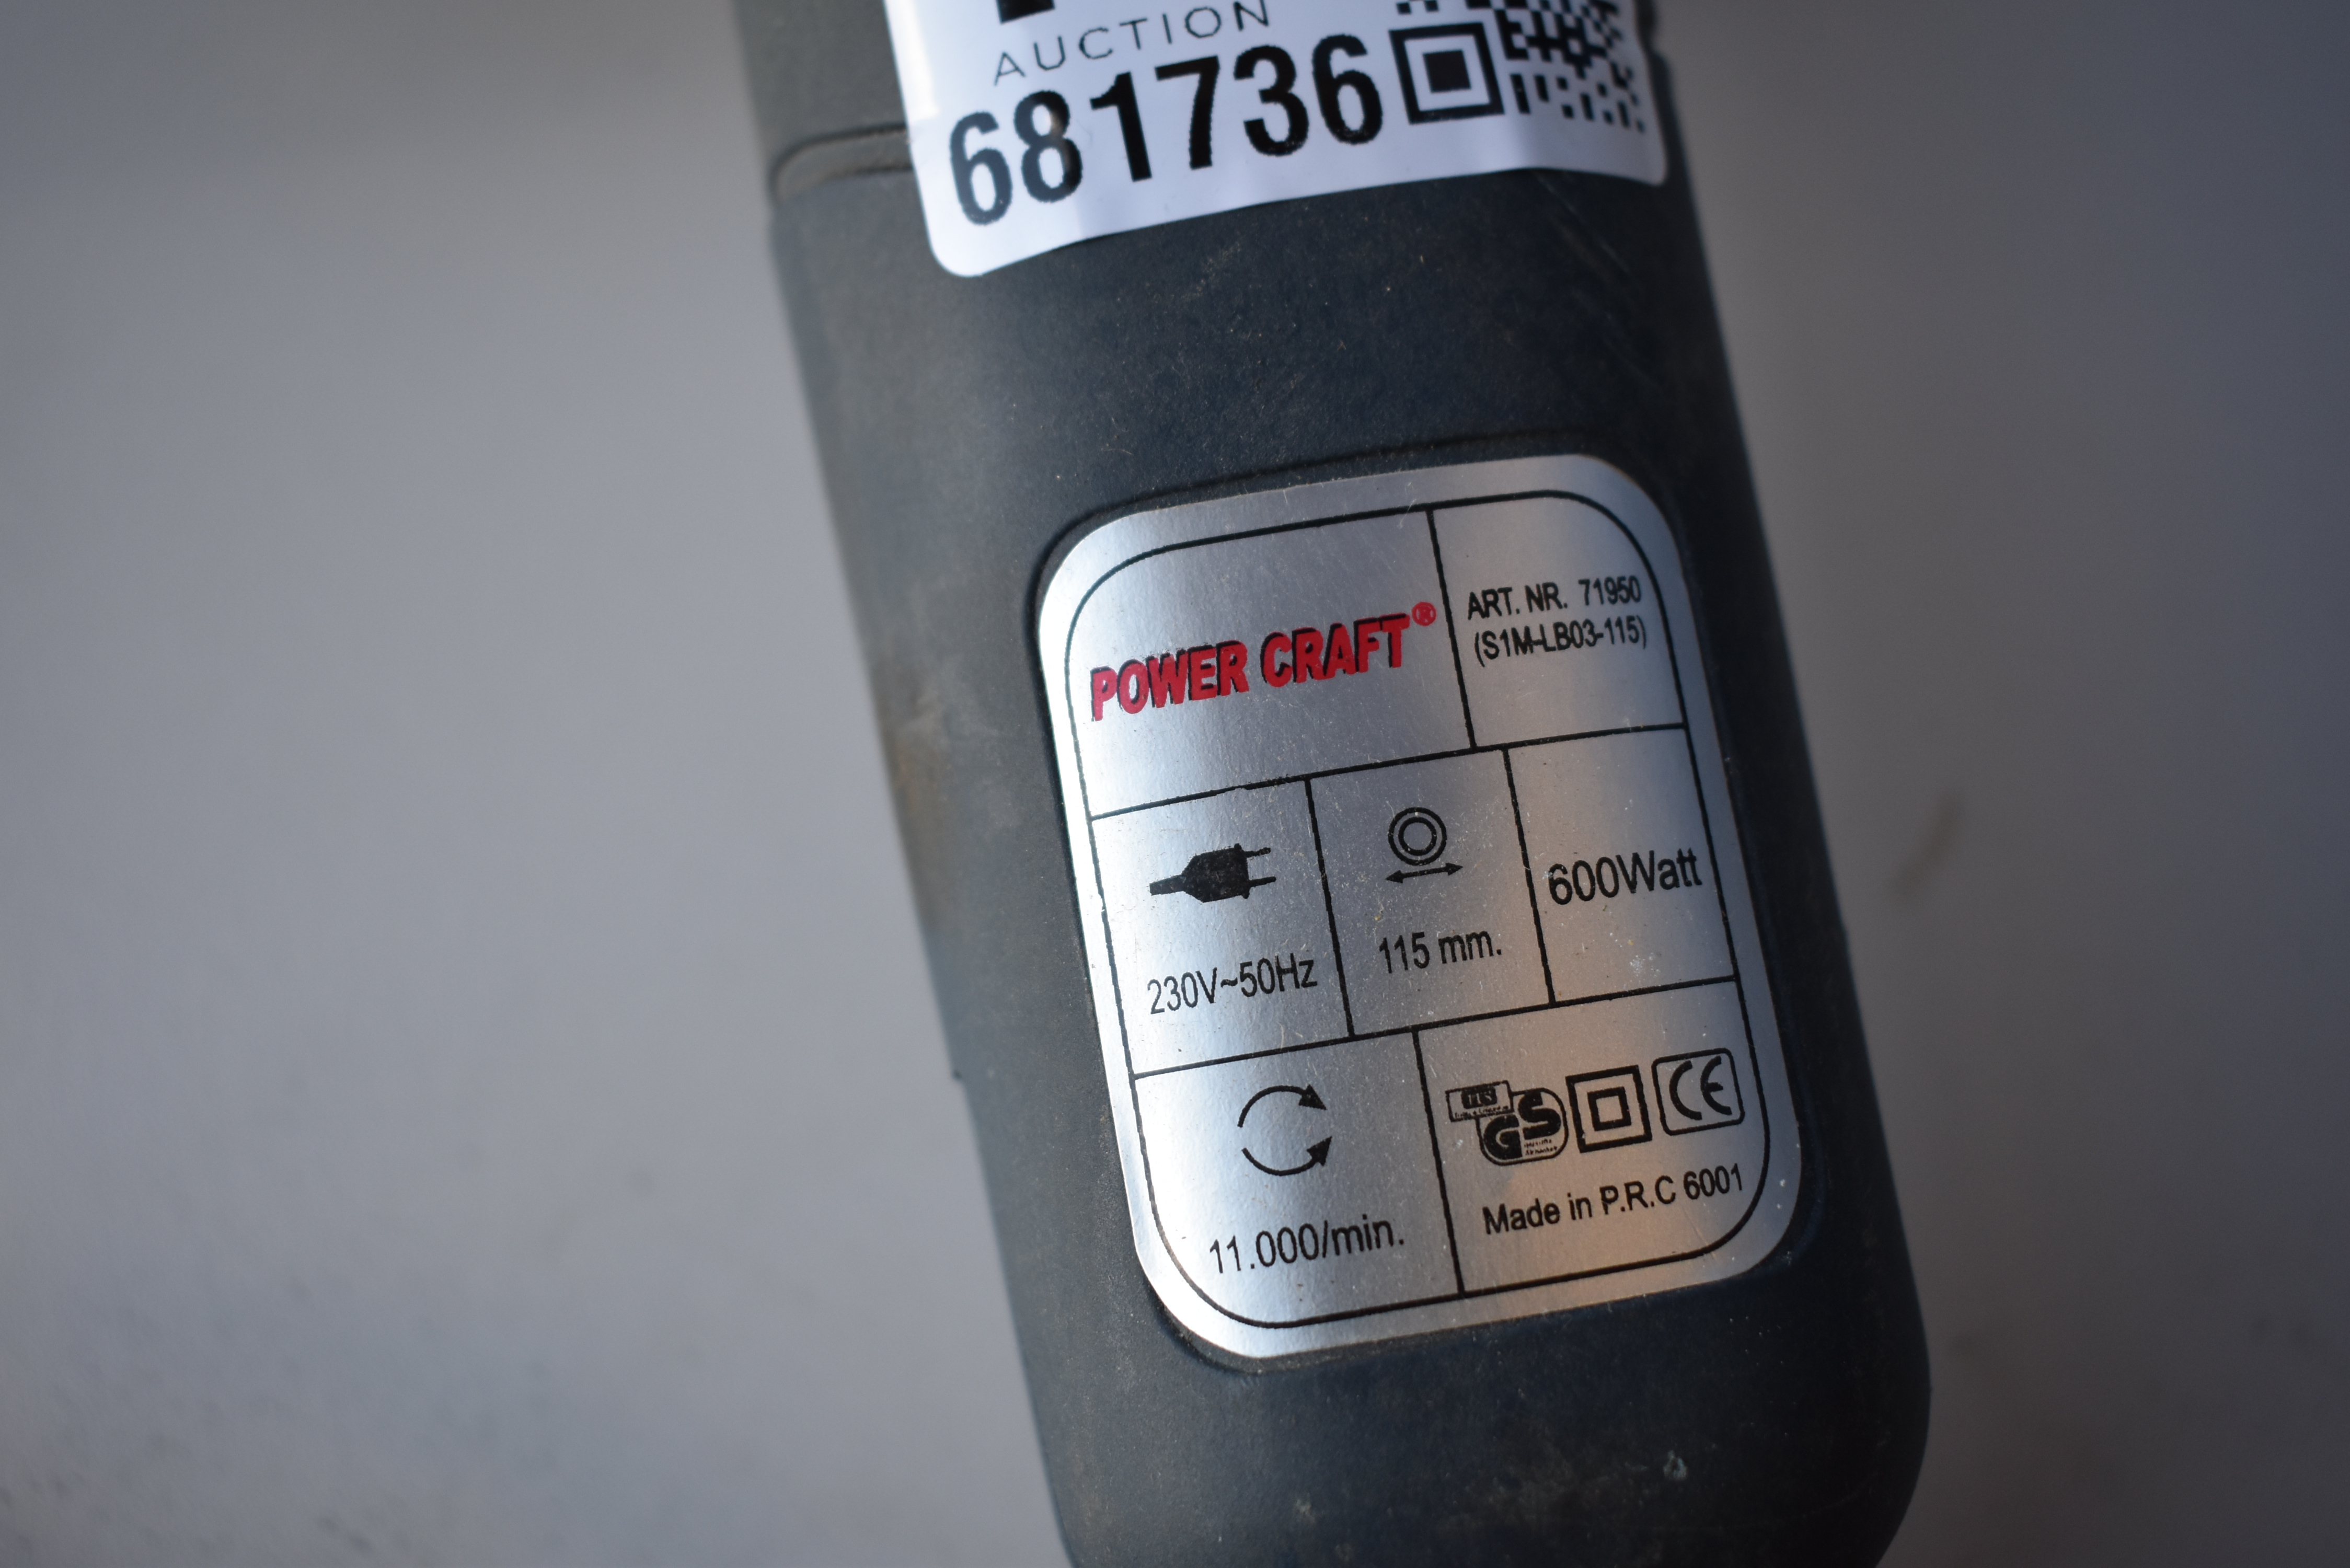 AUCTION
681736
POWER CRAFT®
ART. NR. 71950
(S1M-LB03-115)
230V~50Hz
115 mm.
600Watt
11.000/min.
GS
CE
Made in P.R.C 6001